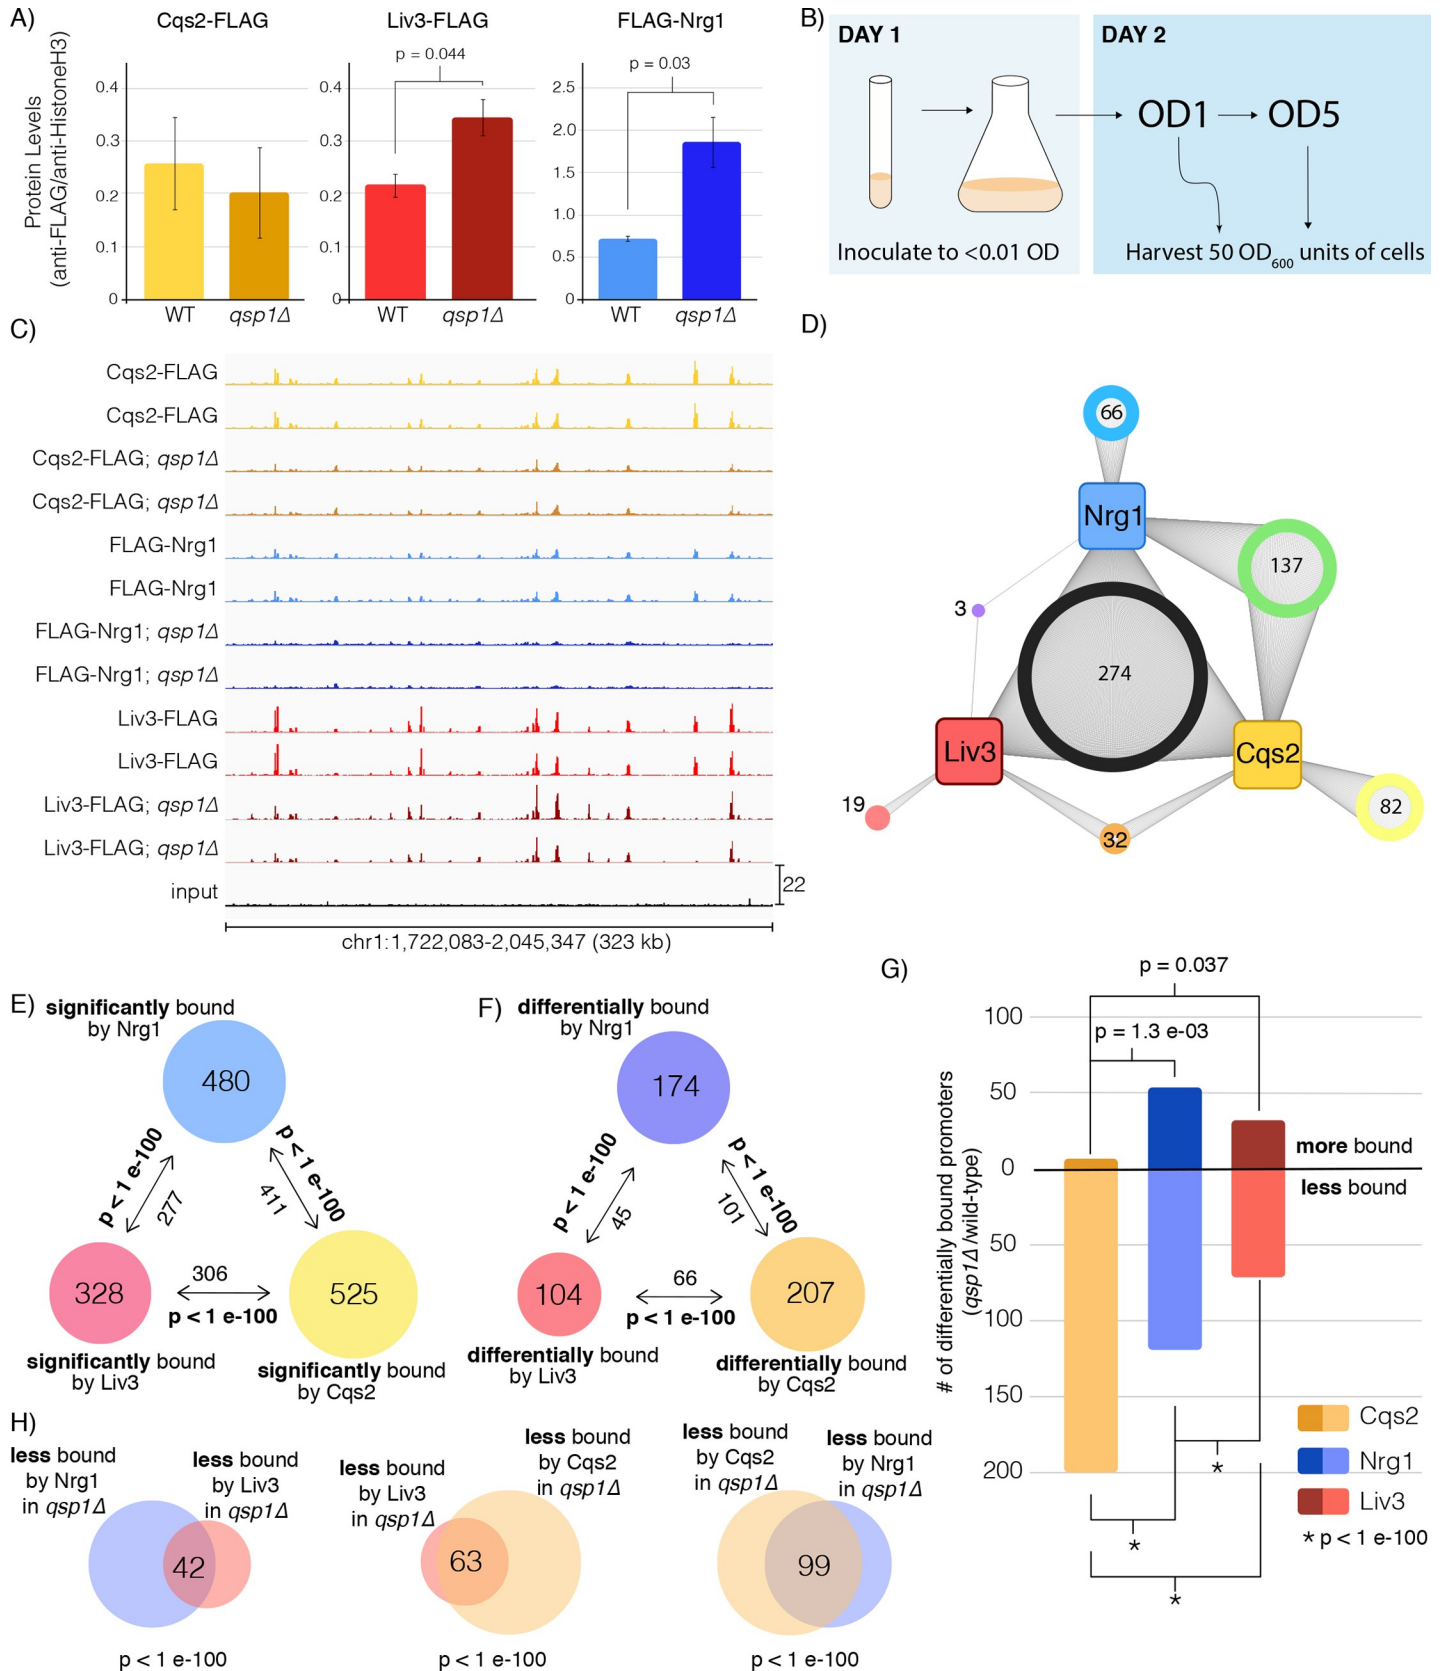 A)
Cqs2-FLAG
Liv3-FLAG
FLAG-Nrg1
Protein Levels
(anti-FLAG/anti-HistoneH3)
0.4
0.3
0.2
0.1
0
WT
qsp1Δ
p = 0.044
0.4
0.3
0.2
0.1
0
WT
qsp1Δ
p = 0.03
2.5
2.0
1.5
1.0
0.5
0
WT
qsp1Δ
B)
DAY 1
DAY 2
OD1
OD5
Inoculate to <0.01 OD
Harvest 50 OD600 units of cells
C)
Cqs2-FLAG
Cqs2-FLAG
Cqs2-FLAG; qsp1Δ
Cqs2-FLAG; qsp1Δ
FLAG-Nrg1
FLAG-Nrg1
FLAG-Nrg1; qsp1Δ
FLAG-Nrg1; qsp1Δ
Liv3-FLAG
Liv3-FLAG
Liv3-FLAG; qsp1Δ
Liv3-FLAG; qsp1Δ
input
22
chr1:1,722,083-2,045,347 (323 kb)
D)
66
Nrg1
137
3
274
Liv3
Cqs2
19
32
82
E)
significantly bound
by Nrg1
480
p < 1 e-100
277
p < 1 e-100
411
328
306
p < 1 e-100
525
significantly bound
by Liv3
significantly bound
by Cqs2
F)
differentially bound
by Nrg1
174
p < 1 e-100
45
p < 1 e-100
101
104
66
p < 1 e-100
207
differentially bound
by Liv3
differentially bound
by Cqs2
G)
p = 0.037
p = 1.3 e-03
# of differentially bound promoters
(qsp1Δ/wild-type)
100
50
0
50
100
150
200
more bound
less bound
*
*
*
Cqs2
Nrg1
Liv3
* p < 1 e-100
H)
less bound
by Nrg1
in qsp1Δ
less bound
by Liv3
in qsp1Δ
42
p < 1 e-100
less bound
by Liv3
in qsp1Δ
less bound
by Cqs2
in qsp1Δ
63
p < 1 e-100
less bound
by Cqs2
in qsp1Δ
less bound
by Nrg1
in qsp1Δ
99
p < 1 e-100